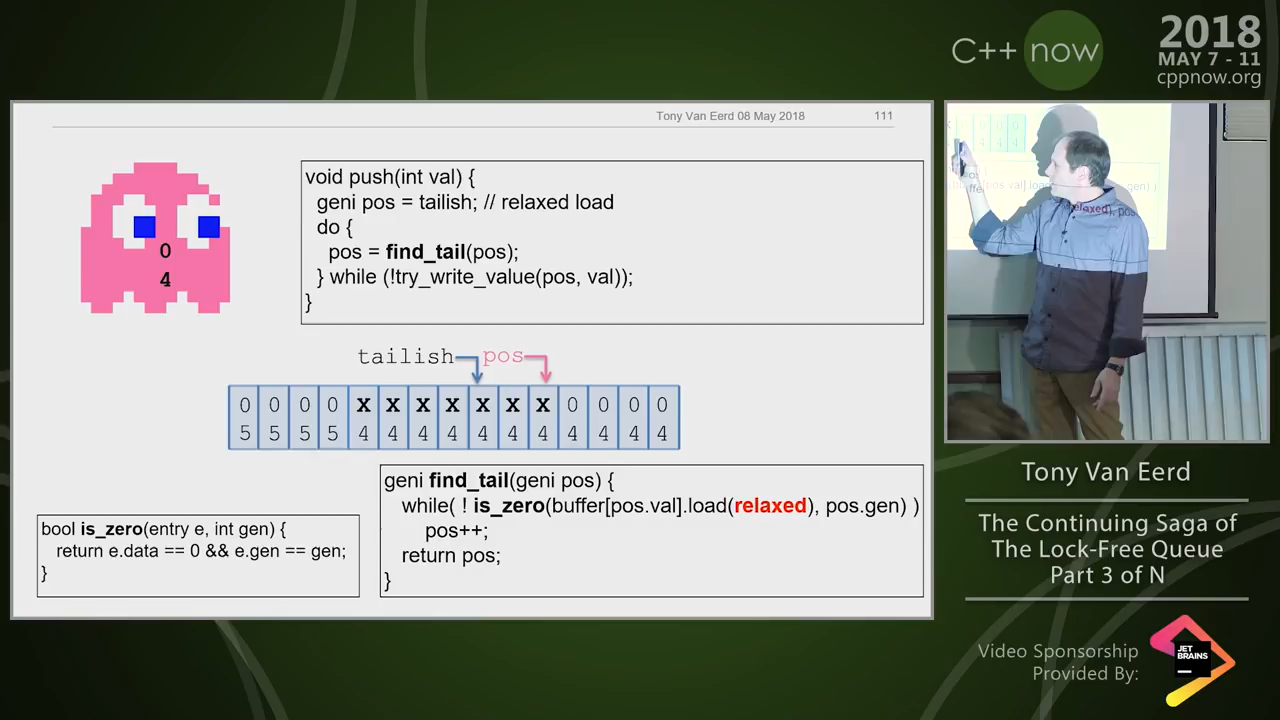 C++ now
2018
MAY 7 - 11
cppnow.org
Tony Van Eerd 08 May 2018
111
void push(int val) {
geni pos = tailish; // relaxed load
do {
pos = find_tail(pos);
} while (!try_write_value(pos, val));
}
0
4
tailish
pos
0 0 0 0 X X X X X X X 0 0 0 0
5 5 5 5 4 4 4 4 4 4 4 4 4 4 4
geni find_tail(geni pos) {
while( ! is_zero(buffer[pos.val].load(relaxed), pos.gen) )
pos++;
return pos;
}
bool is_zero(entry e, int gen) {
return e.data == 0 && e.gen == gen;
}
Tony Van Eerd
The Continuing Saga of
The Lock-Free Queue
Part 3 of N
Video Sponsorship
Provided By:
JET
BRAINS